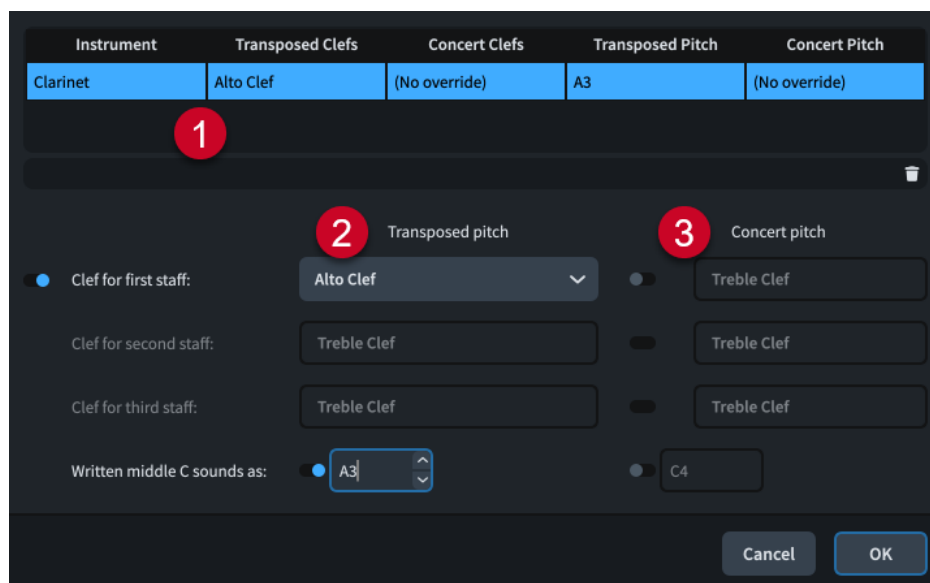 Instrument Transposed Clefs Concert Clefs Transposed Pitch Concert Pitch
Clarinet Alto Clef (No override) A3 (No override)
1
2 Transposed pitch 3 Concert pitch
Clef for first staff: Alto Clef Treble Clef
Clef for second staff: Treble Clef Treble Clef
Clef for third staff: Treble Clef Treble Clef
Written middle C sounds as: A3 C4
Cancel OK